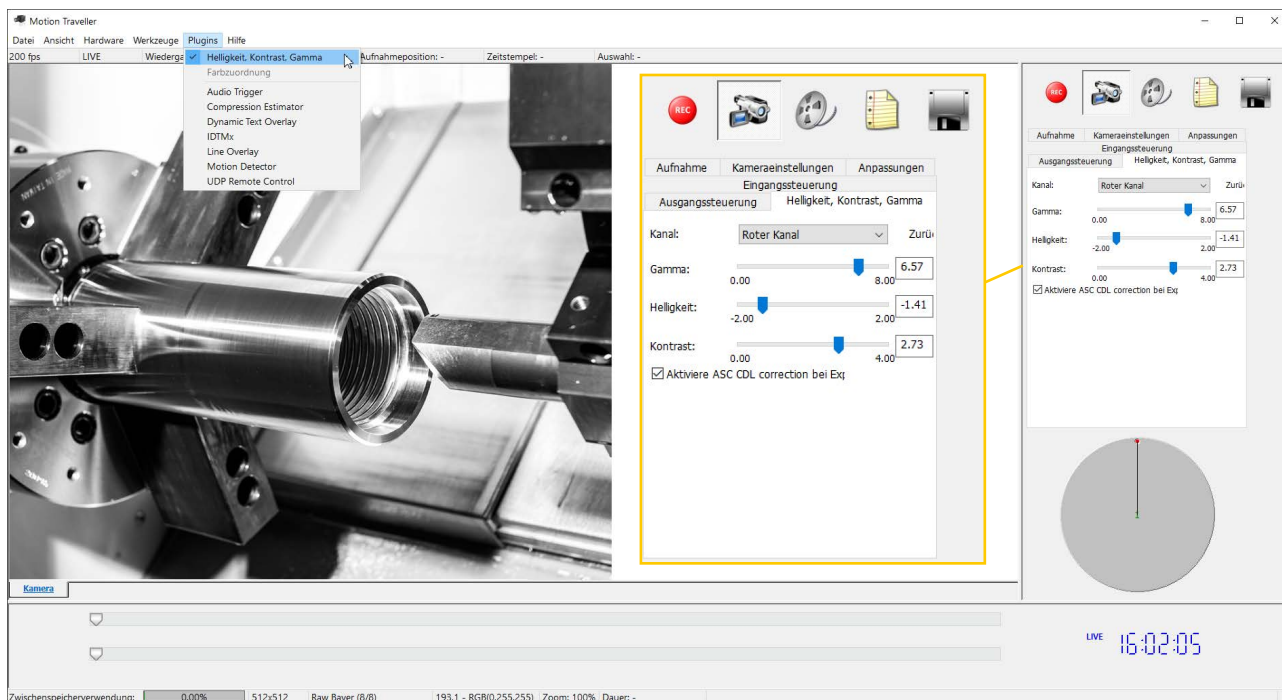 Motion Traveller
Datei Ansicht Hardware Werkzeuge Plugins Hilfe
200 fps LIVE Wiederga Aufnahmeposition: - Zeitstempel: - Auswahl: -
Helligkeit, Kontrast, Gamma
Farbzuordnung
Audio Trigger
Compression Estimator
Dynamic Text Overlay
IDTMx
Line Overlay
Motion Detector
UDP Remote Control
REC
Aufnahme Kameraeinstellungen Anpassungen
Eingangssteuerung
Ausgangssteuerung Helligkeit, Kontrast, Gamma
Kanal: Roter Kanal Zurü
Gamma: 6.57
0.00 8.00
Helligkeit: -1.41
-2.00 2.00
Kontrast: 2.73
0.00 4.00
Aktiviere ASC CDL correction bei Exp
REC
Aufnahme Kameraeinstellungen Anpassungen
Eingangssteuerung
Ausgangssteuerung Helligkeit, Kontrast, Gamma
Kanal: Roter Kanal Zurü
Gamma: 6.57
0.00 8.00
Helligkeit: -1.41
-2.00 2.00
Kontrast: 2.73
0.00 4.00
Aktiviere ASC CDL correction bei Exp
1
Kamera
LIVE 16:02:05
Zwischenspeicherverwendung: 0.00% 512x512 Raw Bayer (8/8) 193,1 - RGB(0,255,255) Zoom: 100% Dauer: -